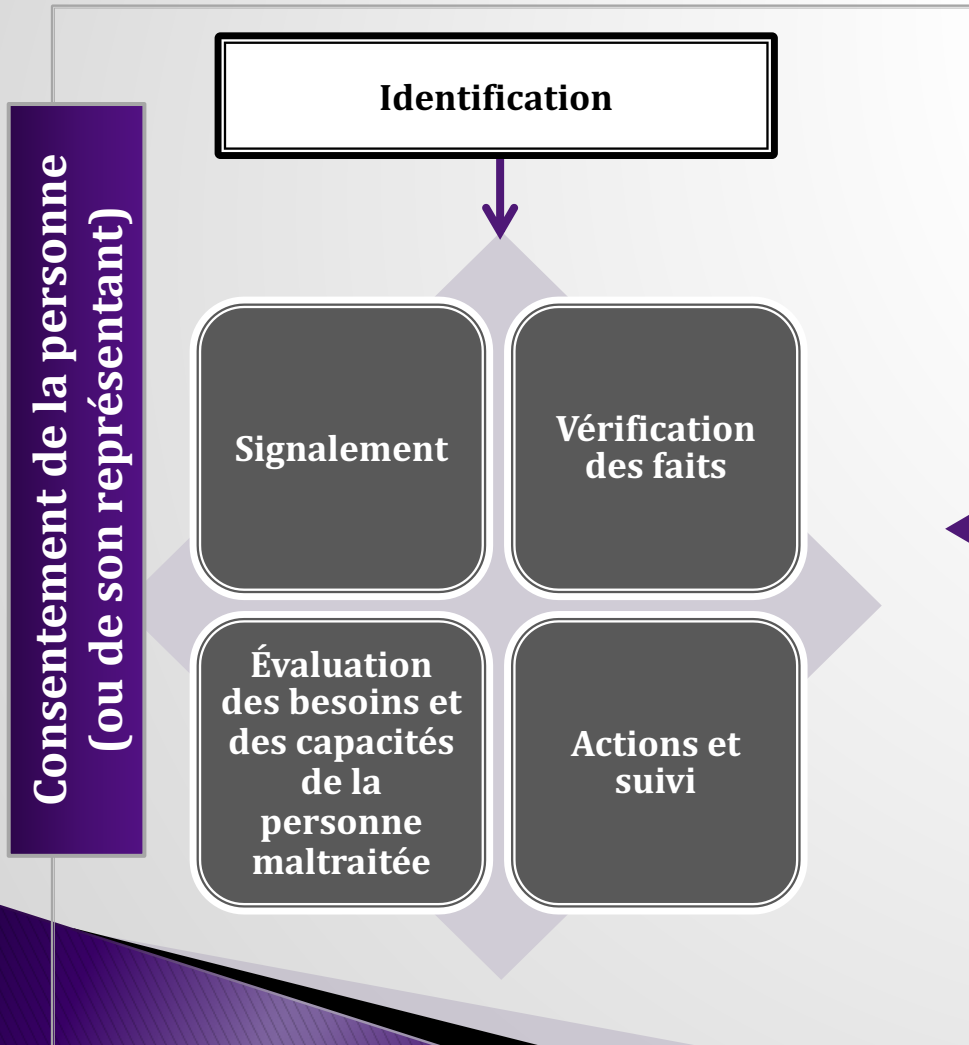 Identification
Consentement de la personne
(ou de son représentant)
Signalement
Vérification
des faits
Évaluation
des besoins et
des capacités
de la
personne
maltraitée
Actions et
suivi